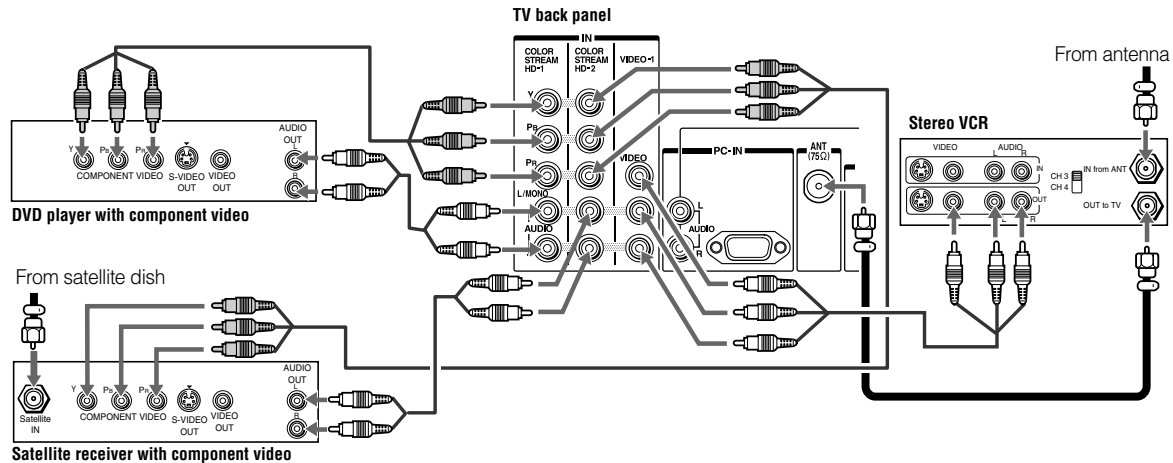 TV back panel
IN
COLOR STREAM HD-1
COLOR STREAM HD-2
VIDEO-1
Y
PB
PR
L/MONO
AUDIO
VIDEO
PC-IN
L
AUDIO
R
ANT (75Ω)
From antenna
Stereo VCR
VIDEO
L AUDIO R
IN
CH 3
CH 4
IN from ANT
OUT
L R
OUT to TV
AUDIO OUT
L
R
Y PB PR
COMPONENT VIDEO
S-VIDEO OUT
VIDEO OUT
DVD player with component video
From satellite dish
AUDIO OUT
L
R
Y PB PR
Satellite IN
COMPONENT VIDEO
S-VIDEO OUT
VIDEO OUT
Satellite receiver with component video